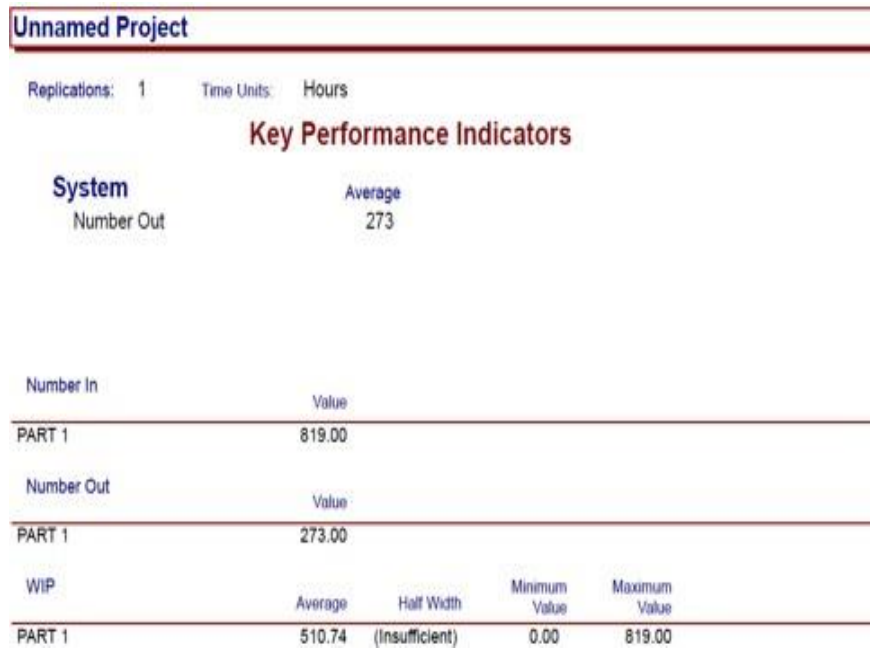 Unnamed Project
Replications: 1 Time Units: Hours
Key Performance Indicators
System Average
Number Out 273
Number In Value
PART 1 819.00
Number Out Value
PART 1 273.00
WIP Average Half Width Minimum Value Maximum Value
PART 1 510.74 (Insufficient) 0.00 819.00